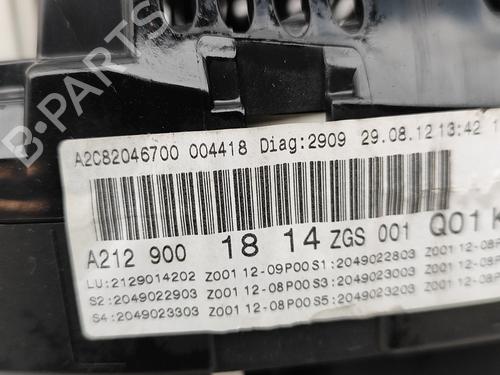 B-PARTS
A2C82046700 004418 Diag:2909 29.08.12 13:42
A212 900 18 14 ZGS 001 Q01
LU:2129014202 Z001 12-09P00 S1:2049022803 Z001 12-08
S2:2049022903 Z001 12-08P00 S3:2049023003 Z001 12-08P
S4:2049023303 Z001 12-08P00 S5:2049023203 Z001 12-08P